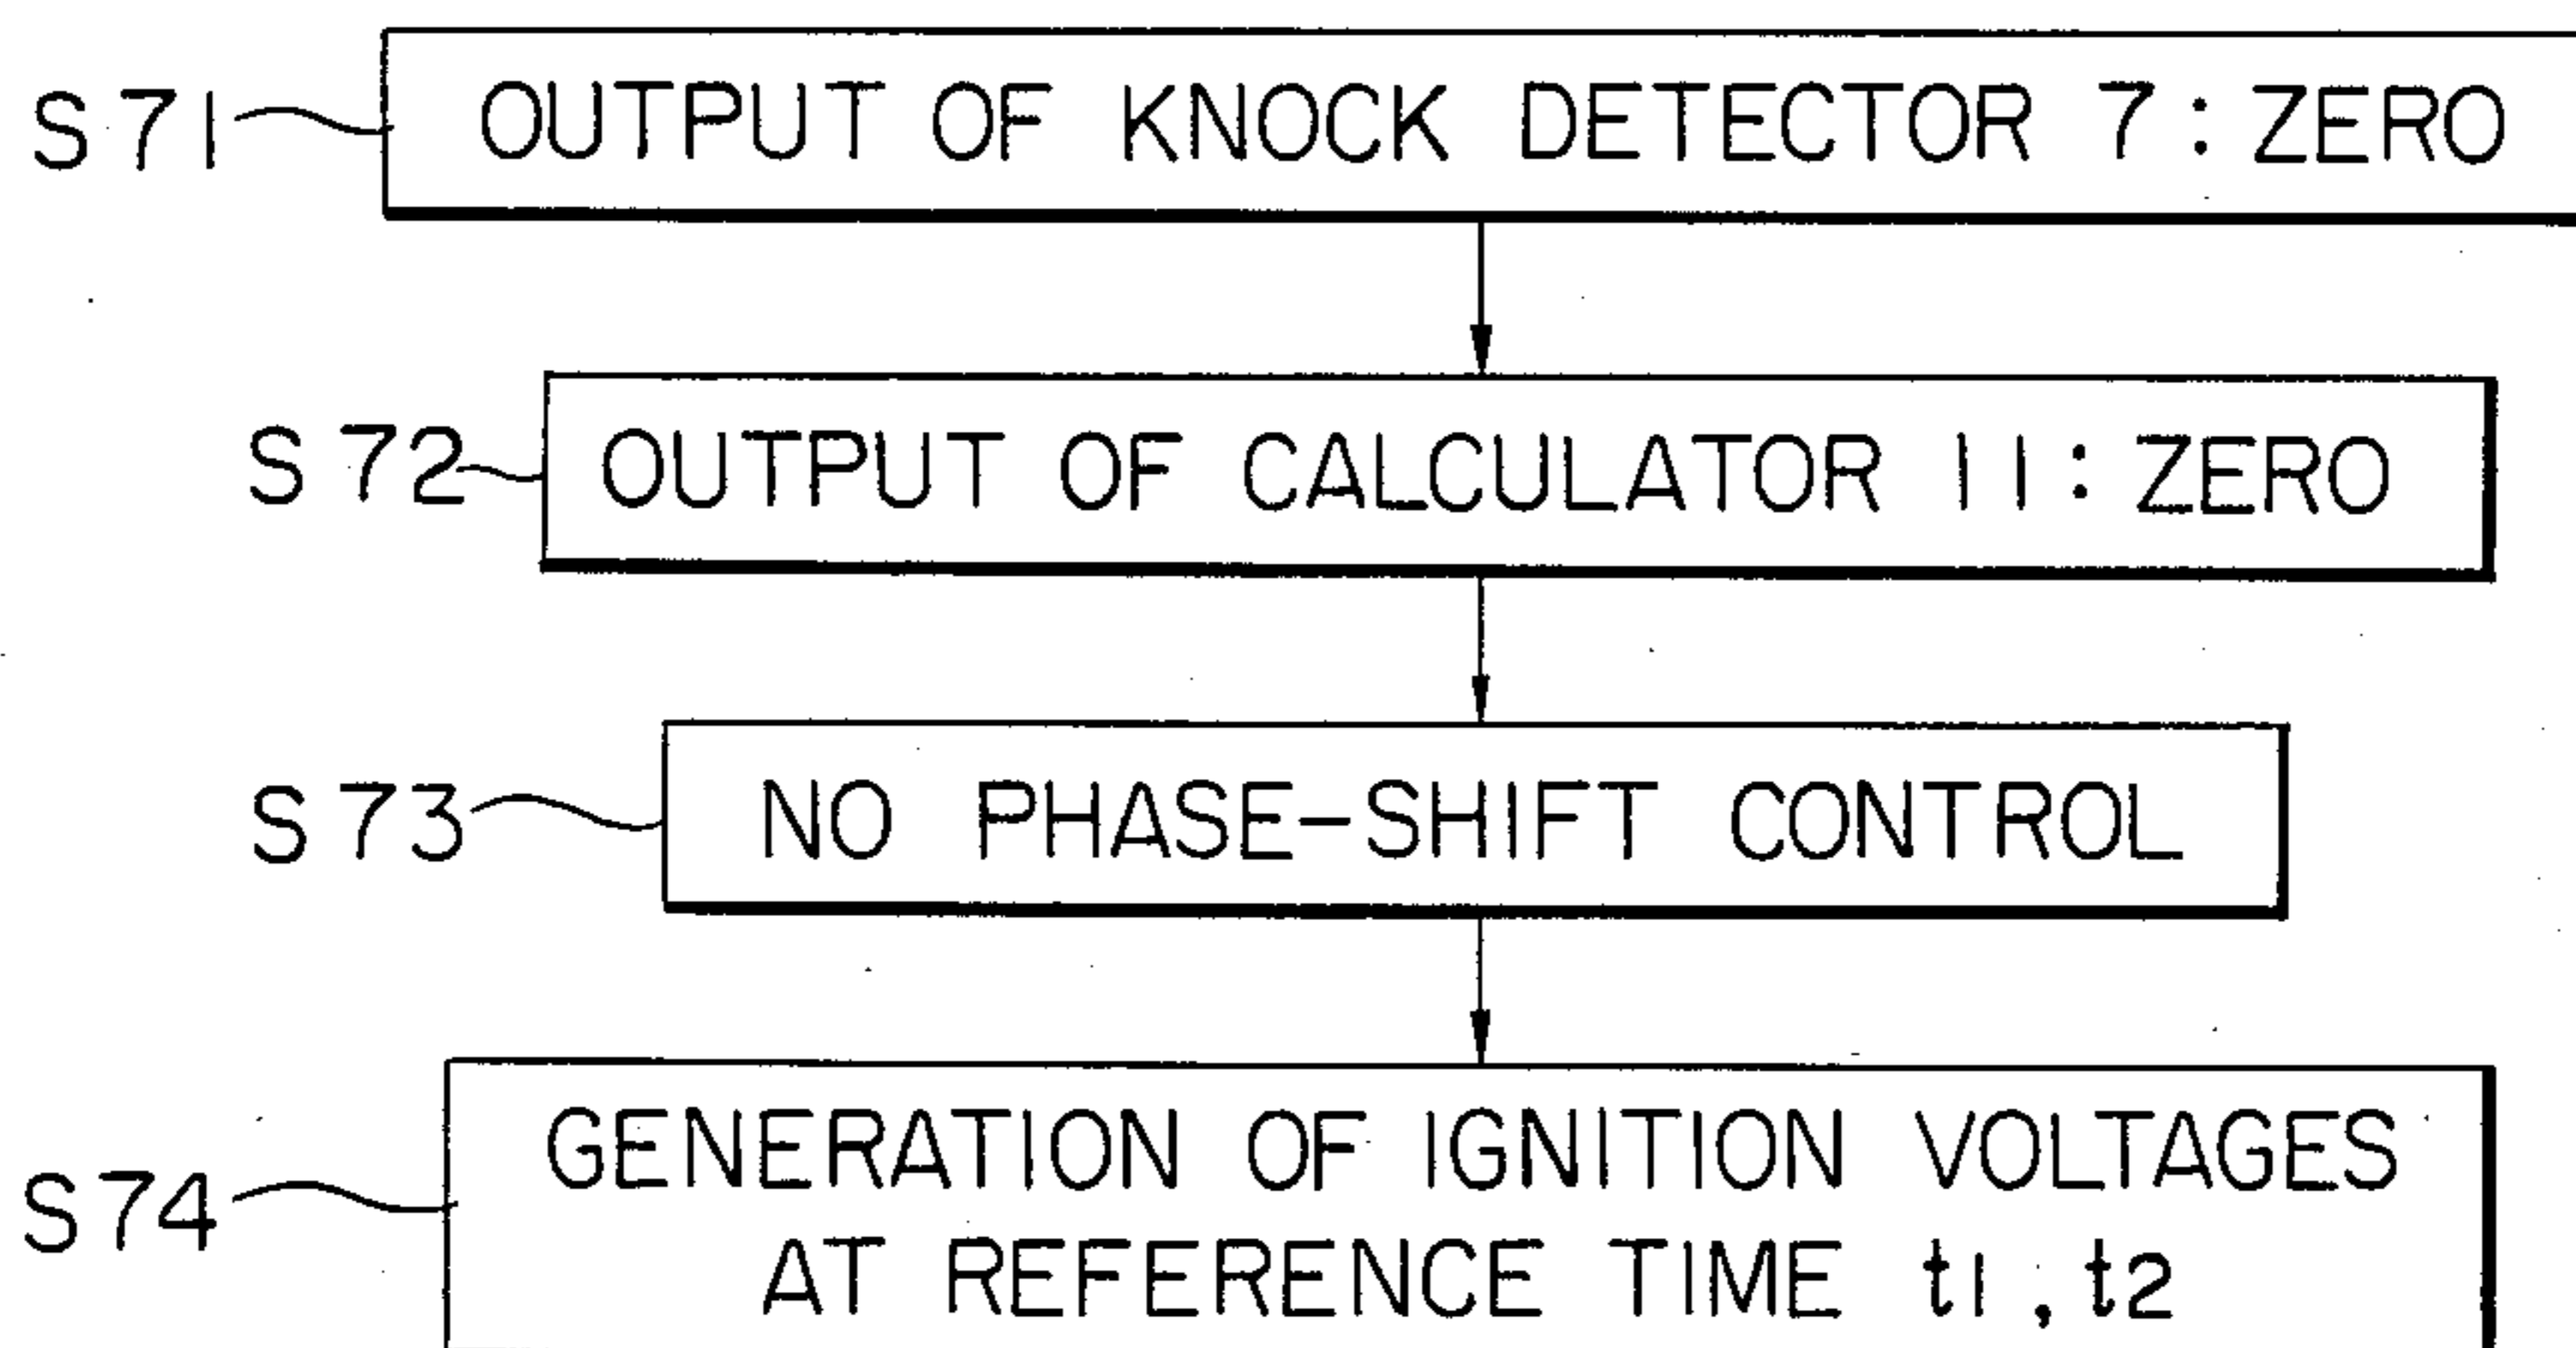 S71 OUTPUT OF KNOCK DETECTOR 7: ZERO
S72 OUTPUT OF CALCULATOR 11: ZERO
S73 NO PHASE-SHIFT CONTROL
GENERATION OF IGNITION VOLTAGES
S74 AT REFERENCE TIME t1, t2